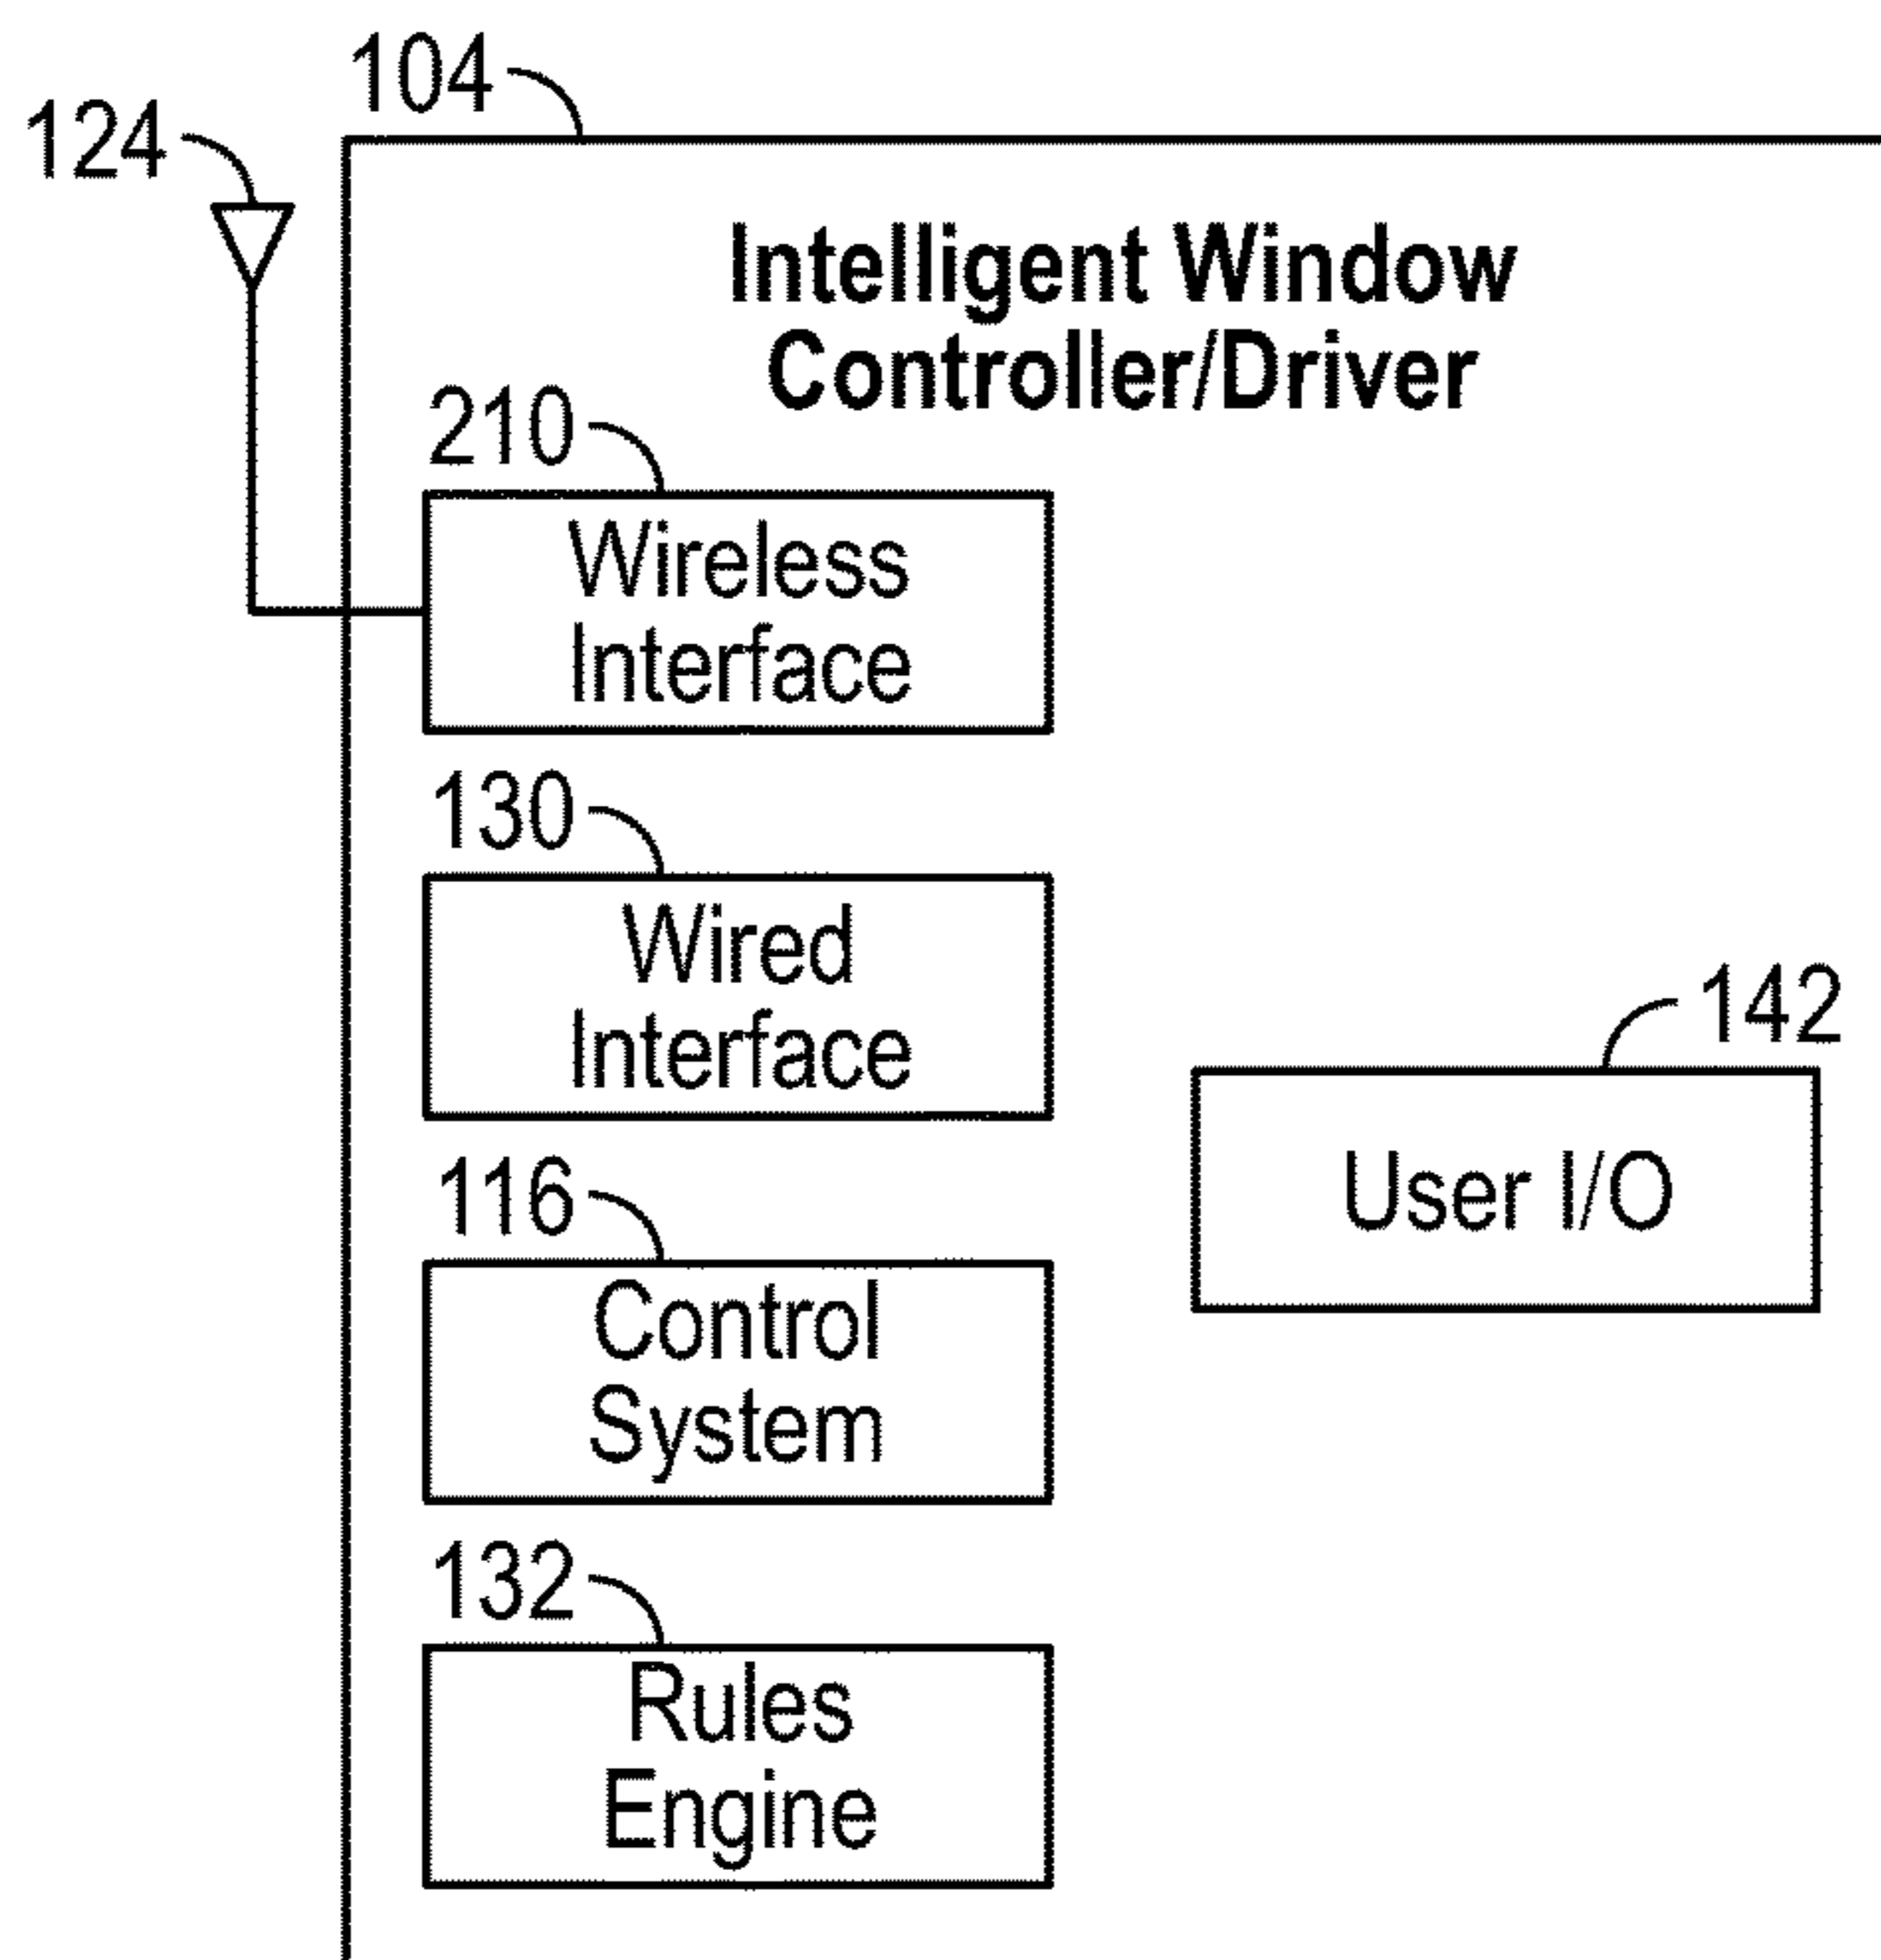 104
124
Intelligent Window
Controller/Driver
210
Wireless
Interface
130
Wired
Interface
142
User I/O
116
Control
System
132
Rules
Engine